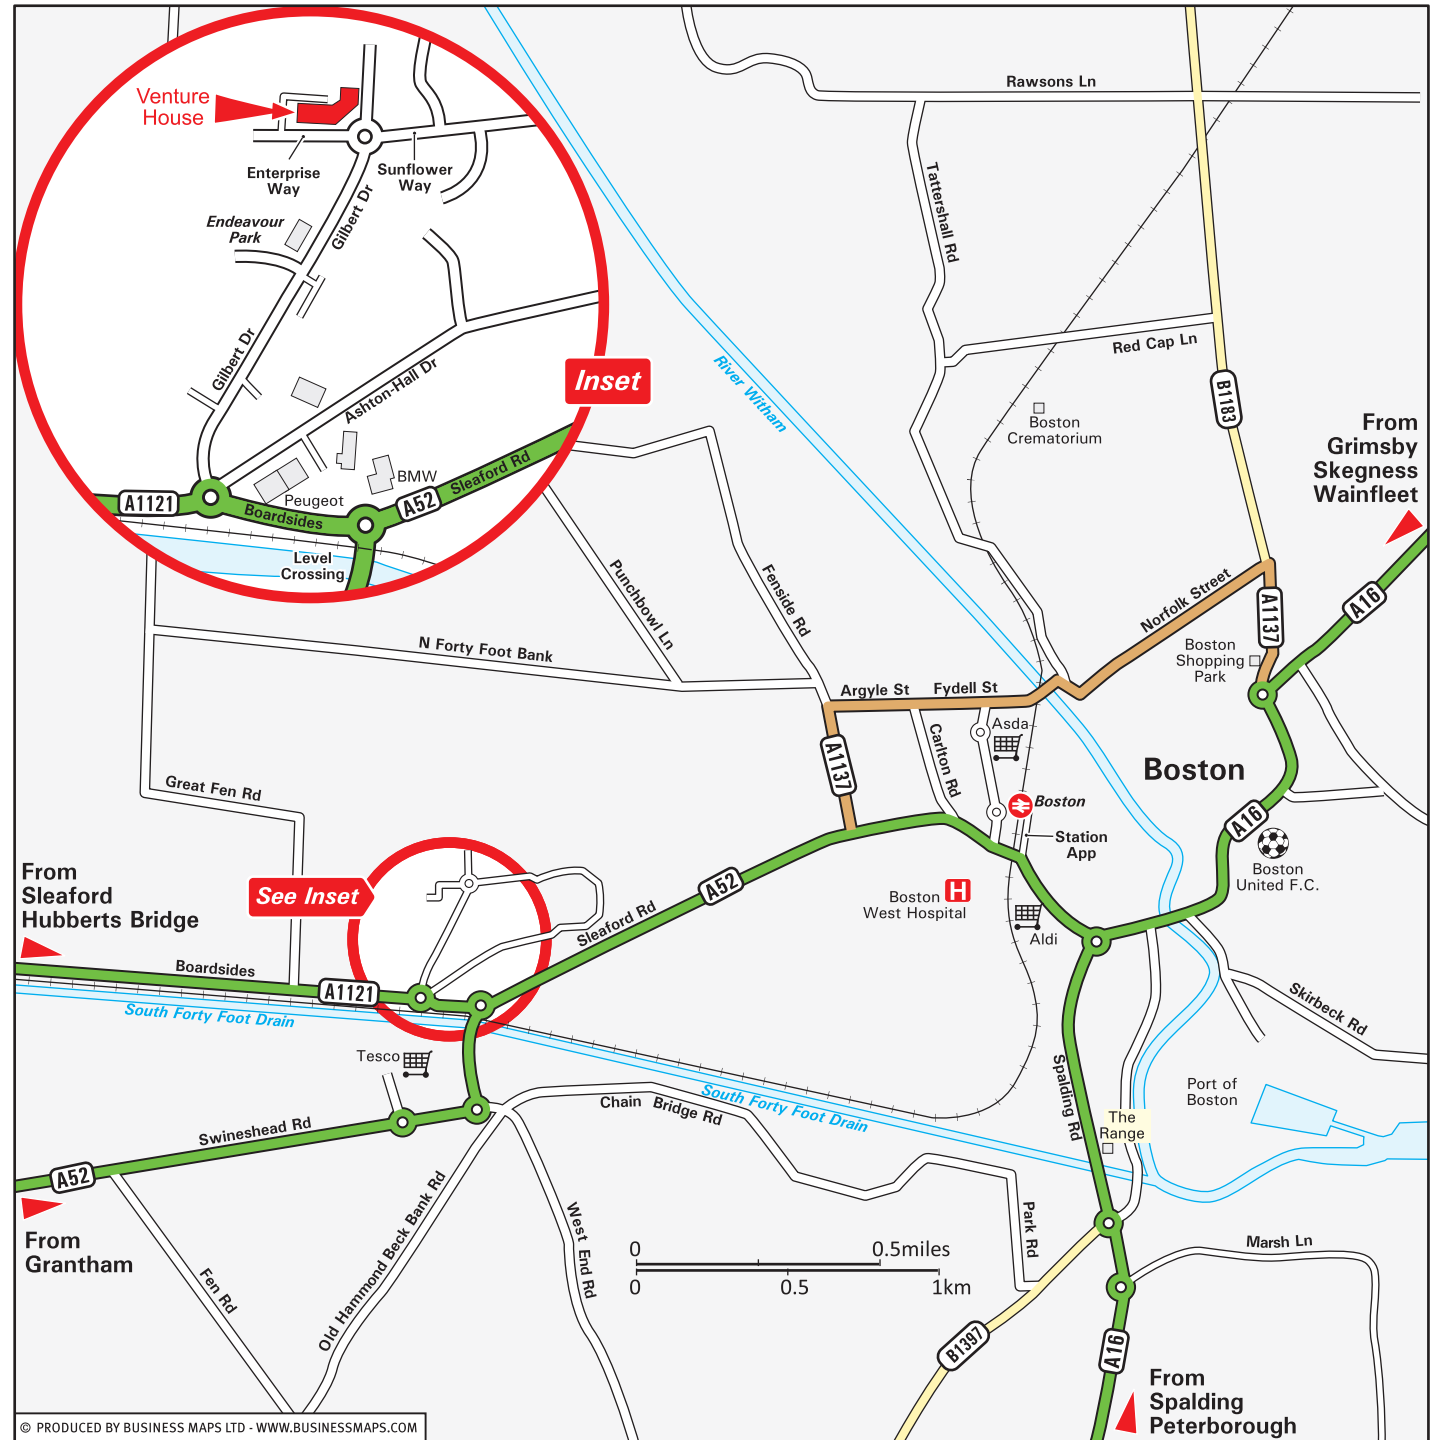 Rawsons Ln
Venture
House
Enterprise
Way
Sunflower
Way
Gilbert Dr
Endeavour
Park
Gilbert Dr
Ashton-Hall Dr
Inset
BMW
Peugeot
A1121
Boardsides
A52
Sleaford Rd
Level
Crossing
Tattershall Rd
River Witham
Red Cap Ln
B1183
Boston
Crematorium
From
Grimsby
Skegness
Wainfleet
A16
Norfolk Street
A1137
Boston
Shopping
Park
Punchbowl Ln
Fenside Rd
N Forty Foot Bank
Argyle St
Fydell St
A1137
Carlton Rd
Asda
Boston
Boston
Station
App
Great Fen Rd
A16
Boston
United F.C.
From
Sleaford
Hubberts Bridge
See Inset
A52
Sleaford Rd
Boston
West Hospital
H
Aldi
Boardsides
A1121
South Forty Foot Drain
Skirbeck Rd
Tesco
Spalding Rd
Port of
Boston
The
Range
Chain Bridge Rd
South Forty Foot Drain
Swineshead Rd
A52
From
Grantham
Fen Rd
Old Hammond Beck Bank Rd
West End Rd
Park Rd
Marsh Ln
0
0.5miles
0
0.5
1km
B1397
A16
From
Spalding
Peterborough
© PRODUCED BY BUSINESS MAPS LTD - WWW.BUSINESSMAPS.COM